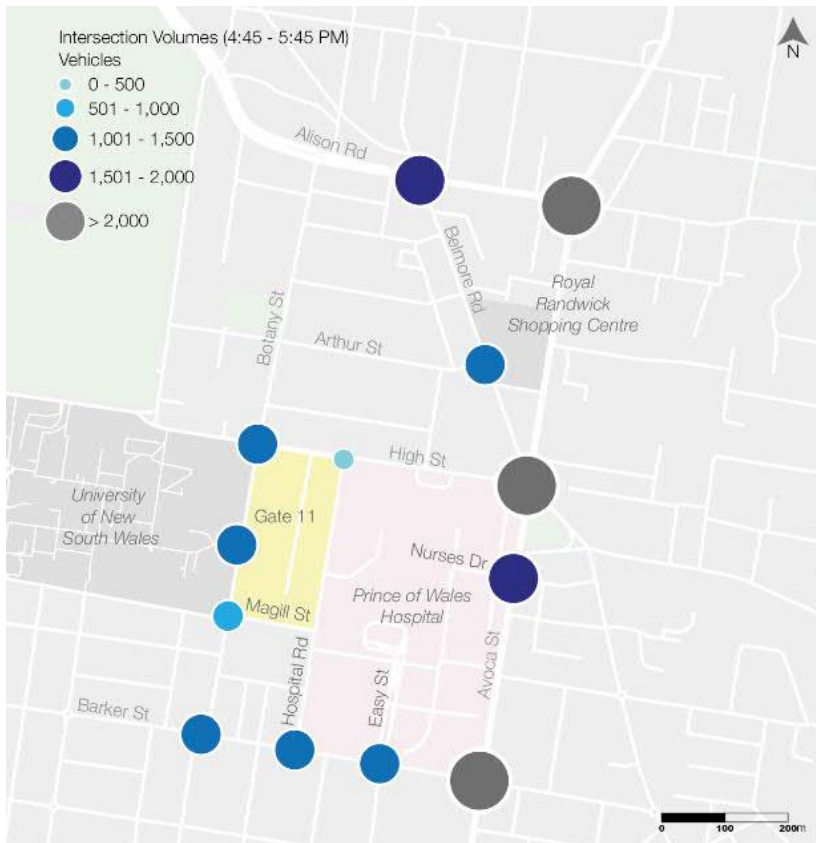 Intersection Volumes (4:45 - 5:45 PM)
Vehicles
0 - 500
501 - 1,000
1,001 - 1,500
1,501 - 2,000
> 2,000
N
Alison Rd
Belmore Rd
Royal
Randwick
Shopping Centre
Botany St
Arthur St
High St
University
of New
South Wales
Gate 11
Nurses Dr
Prince of Wales
Hospital
Magill St
Hospital Rd
Easy St
Avoca St
Barker St
0 100 200m